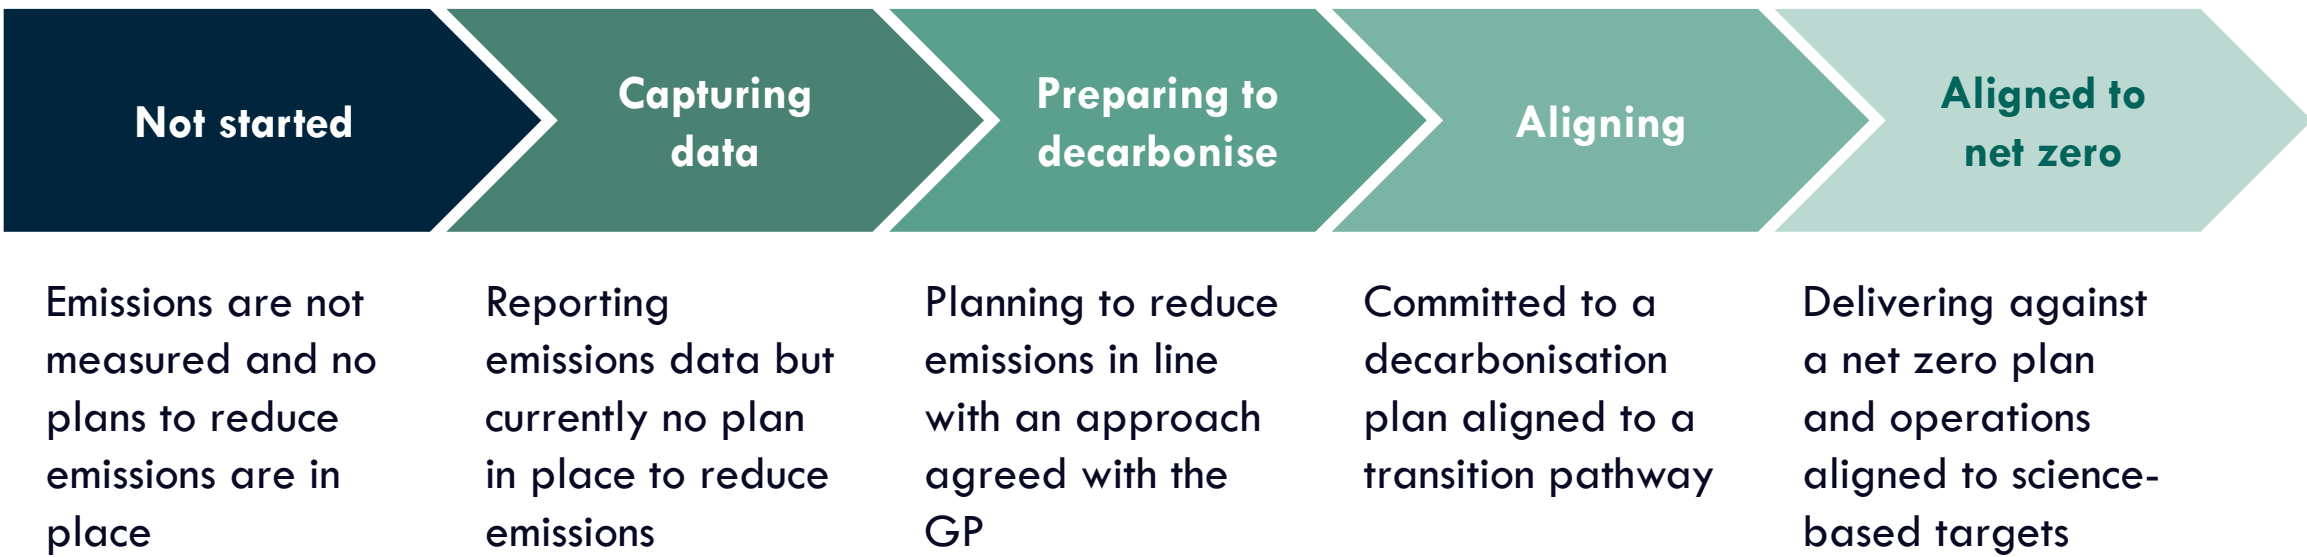 Not started
Capturing
data
Preparing to
decarbonise
Aligning
Aligned to
net zero
Emissions are not
measured and no
plans to reduce
emissions are in
place
Reporting
emissions data but
currently no plan
in place to reduce
emissions
Planning to reduce
emissions in line
with an approach
agreed with the
GP
Committed to a
decarbonisation
plan aligned to a
transition pathway
Delivering against
a net zero plan
and operations
aligned to science-
based targets